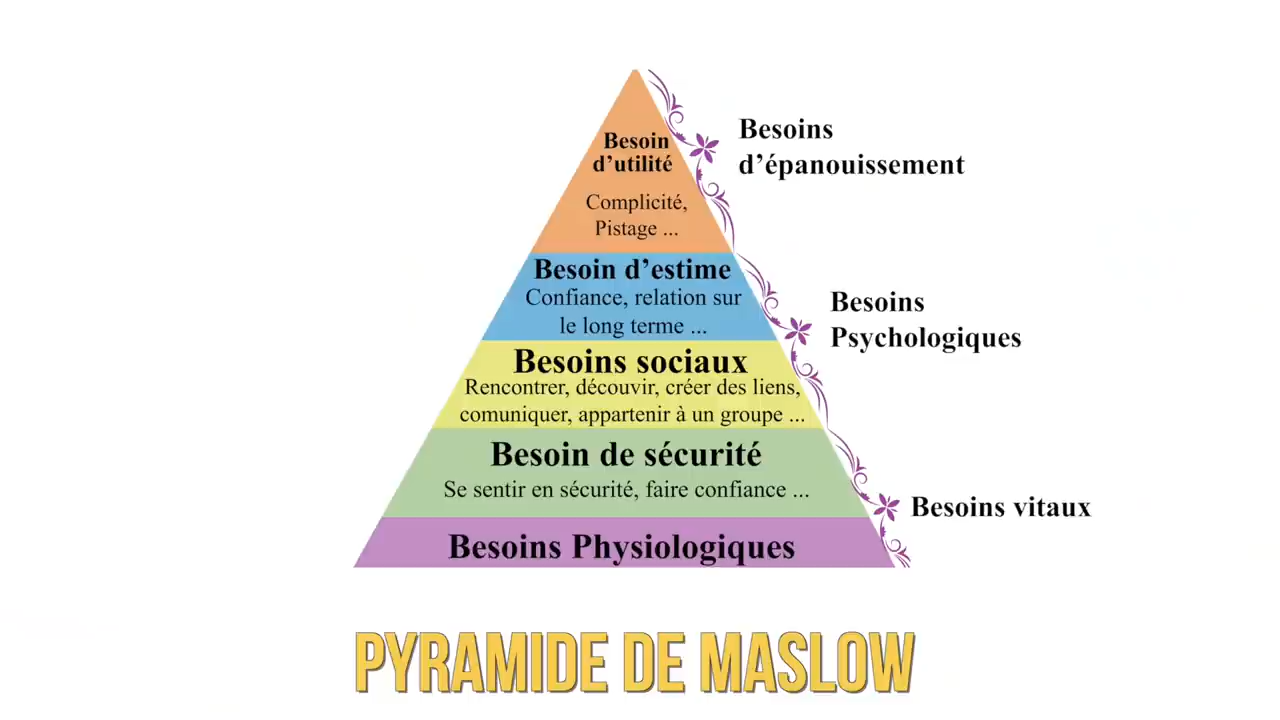 Besoin
d’utilité
Complicité,
Pistage ...
Besoins
d’épanouissement
Besoin d’estime
Confiance, relation sur
le long terme ...
Besoins
Psychologiques
Besoins sociaux
Rencontrer, découvir, créer des liens,
comuniquer, appartenir à un groupe ...
Besoin de sécurité
Se sentir en sécurité, faire confiance ...
Besoins vitaux
Besoins Physiologiques
PYRAMIDE DE MASLOW